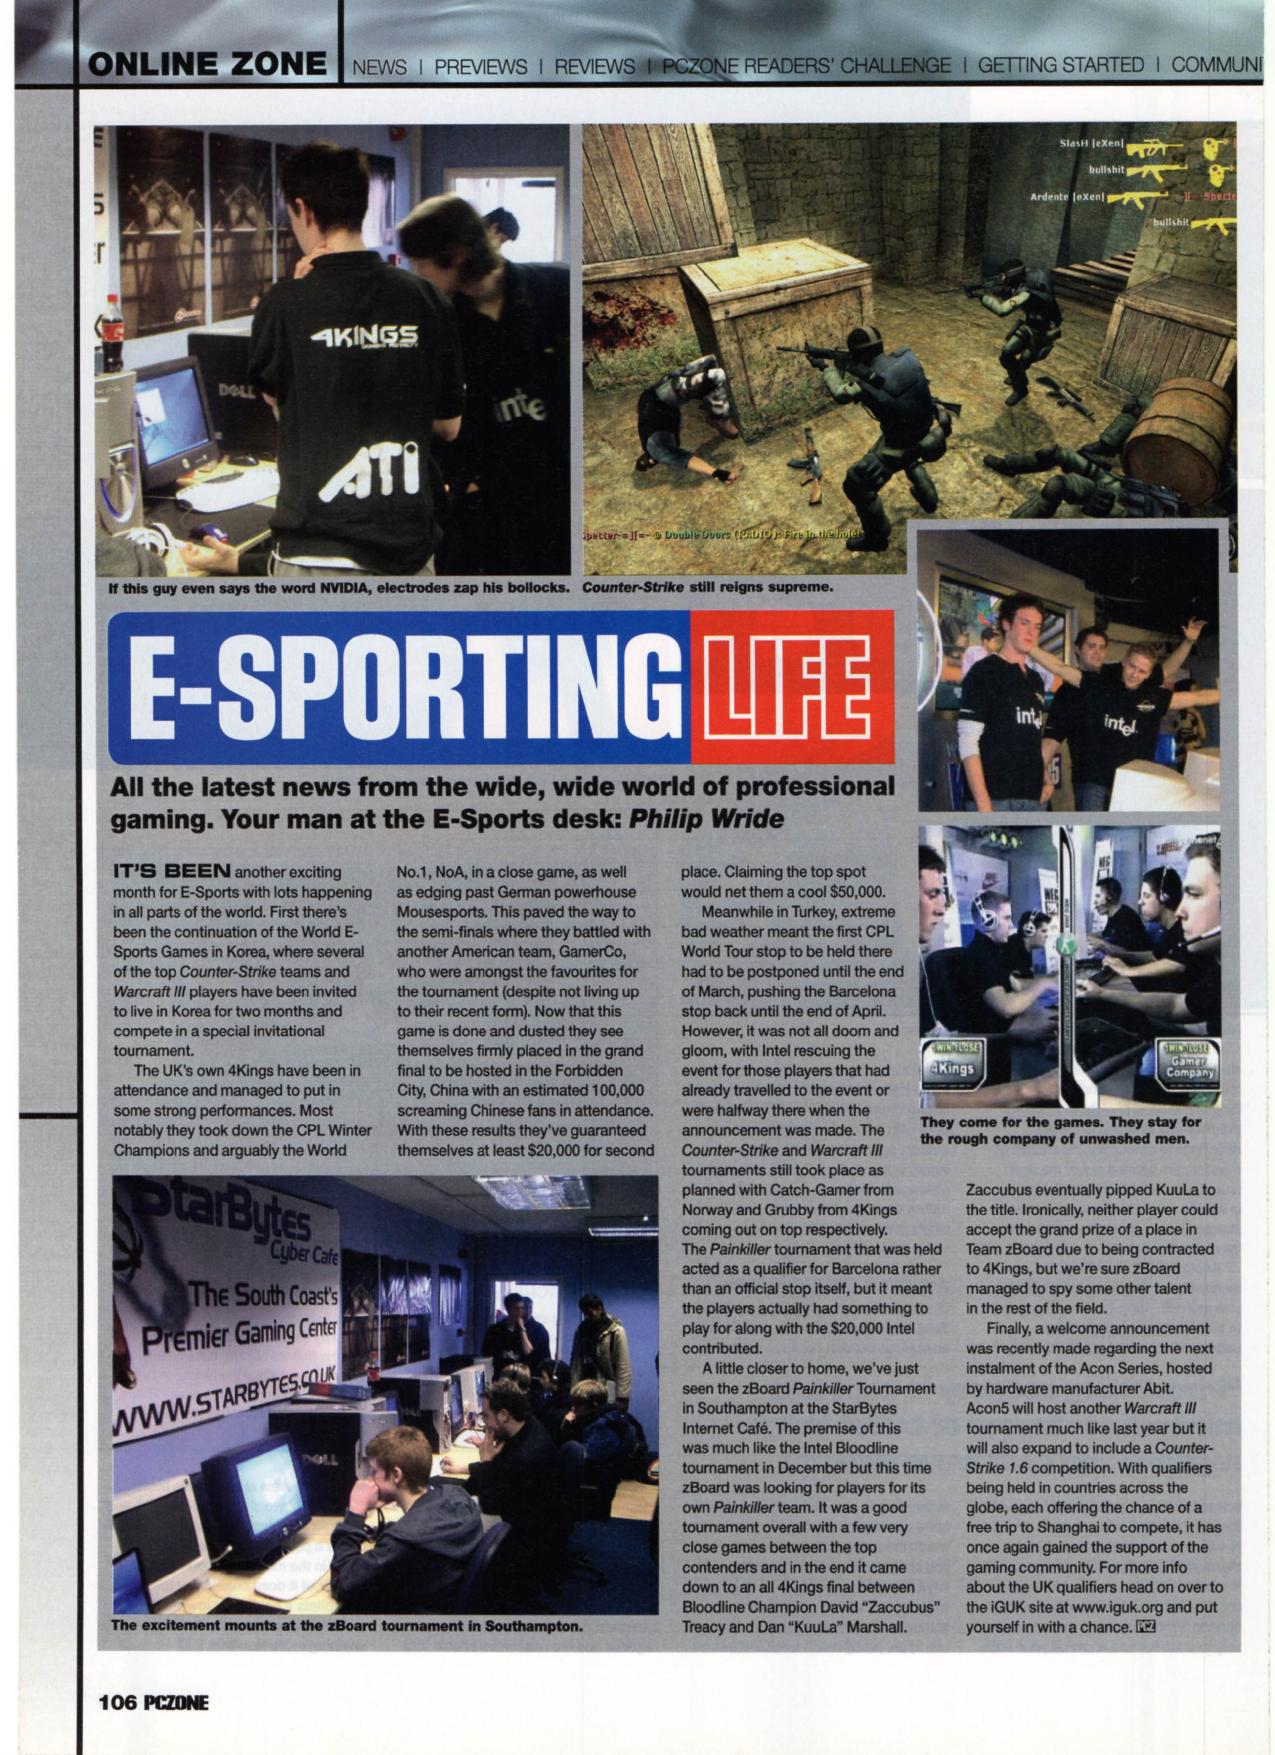 ONLINE ZONE
NEWS | PREVIEWS | REVIEWS | PCZONE READERS' CHALLENGE | GETTING STARTED | COMMUNI
4KINGS
DELL
inte
ATi
SlasH |eXen|
bullshit
Ardente |eXen|
bullshit
pecter-=][=- @ Double Doors (RADIO): Fire in the hole!
If this guy even says the word NVIDIA, electrodes zap his bollocks.
Counter-Strike still reigns supreme.
E-SPORTING LIFE
All the latest news from the wide, wide world of professional
gaming. Your man at the E-Sports desk: Philip Wride
IT'S BEEN another exciting
month for E-Sports with lots happening
in all parts of the world. First there's
been the continuation of the World E-
Sports Games in Korea, where several
of the top Counter-Strike teams and
Warcraft III players have been invited
to live in Korea for two months and
compete in a special invitational
tournament.
The UK's own 4Kings have been in
attendance and managed to put in
some strong performances. Most
notably they took down the CPL Winter
Champions and arguably the World
No.1, NoA, in a close game, as well
as edging past German powerhouse
Mousesports. This paved the way to
the semi-finals where they battled with
another American team, GamerCo,
who were amongst the favourites for
the tournament (despite not living up
to their recent form). Now that this
game is done and dusted they see
themselves firmly placed in the grand
final to be hosted in the Forbidden
City, China with an estimated 100,000
screaming Chinese fans in attendance.
With these results they've guaranteed
themselves at least $20,000 for second
place. Claiming the top spot
would net them a cool $50,000.
Meanwhile in Turkey, extreme
bad weather meant the first CPL
World Tour stop to be held there
had to be postponed until the end
of March, pushing the Barcelona
stop back until the end of April.
However, it was not all doom and
gloom, with Intel rescuing the
event for those players that had
already travelled to the event or
were halfway there when the
announcement was made. The
Counter-Strike and Warcraft III
tournaments still took place as
planned with Catch-Gamer from
Norway and Grubby from 4Kings
coming out on top respectively.
The Painkiller tournament that was held
acted as a qualifier for Barcelona rather
than an official stop itself, but it meant
the players actually had something to
play for along with the $20,000 Intel
contributed.
A little closer to home, we've just
seen the zBoard Painkiller Tournament
in Southampton at the StarBytes
Internet Café. The premise of this
was much like the Intel Bloodline
tournament in December but this time
zBoard was looking for players for its
own Painkiller team. It was a good
tournament overall with a few very
close games between the top
contenders and in the end it came
down to an all 4Kings final between
Bloodline Champion David "Zaccubus"
Treacy and Dan "KuuLa" Marshall.
intel
intel
4Kings
Gamer
Company
They come for the games. They stay for
the rough company of unwashed men.
Zaccubus eventually pipped KuuLa to
the title. Ironically, neither player could
accept the grand prize of a place in
Team zBoard due to being contracted
to 4Kings, but we're sure zBoard
managed to spy some other talent
in the rest of the field.
Finally, a welcome announcement
was recently made regarding the next
instalment of the Acon Series, hosted
by hardware manufacturer Abit.
Acon5 will host another Warcraft III
tournament much like last year but it
will also expand to include a Counter-
Strike 1.6 competition. With qualifiers
being held in countries across the
globe, each offering the chance of a
free trip to Shanghai to compete, it has
once again gained the support of the
gaming community. For more info
about the UK qualifiers head on over to
the iGUK site at www.iguk.org and put
yourself in with a chance. PCZ
StarBytes
Cyber Cafe
The South Coast's
Premier Gaming Center
WWW.STARBYTES.CO.UK
DELL
The excitement mounts at the zBoard tournament in Southampton.
106 PCZONE